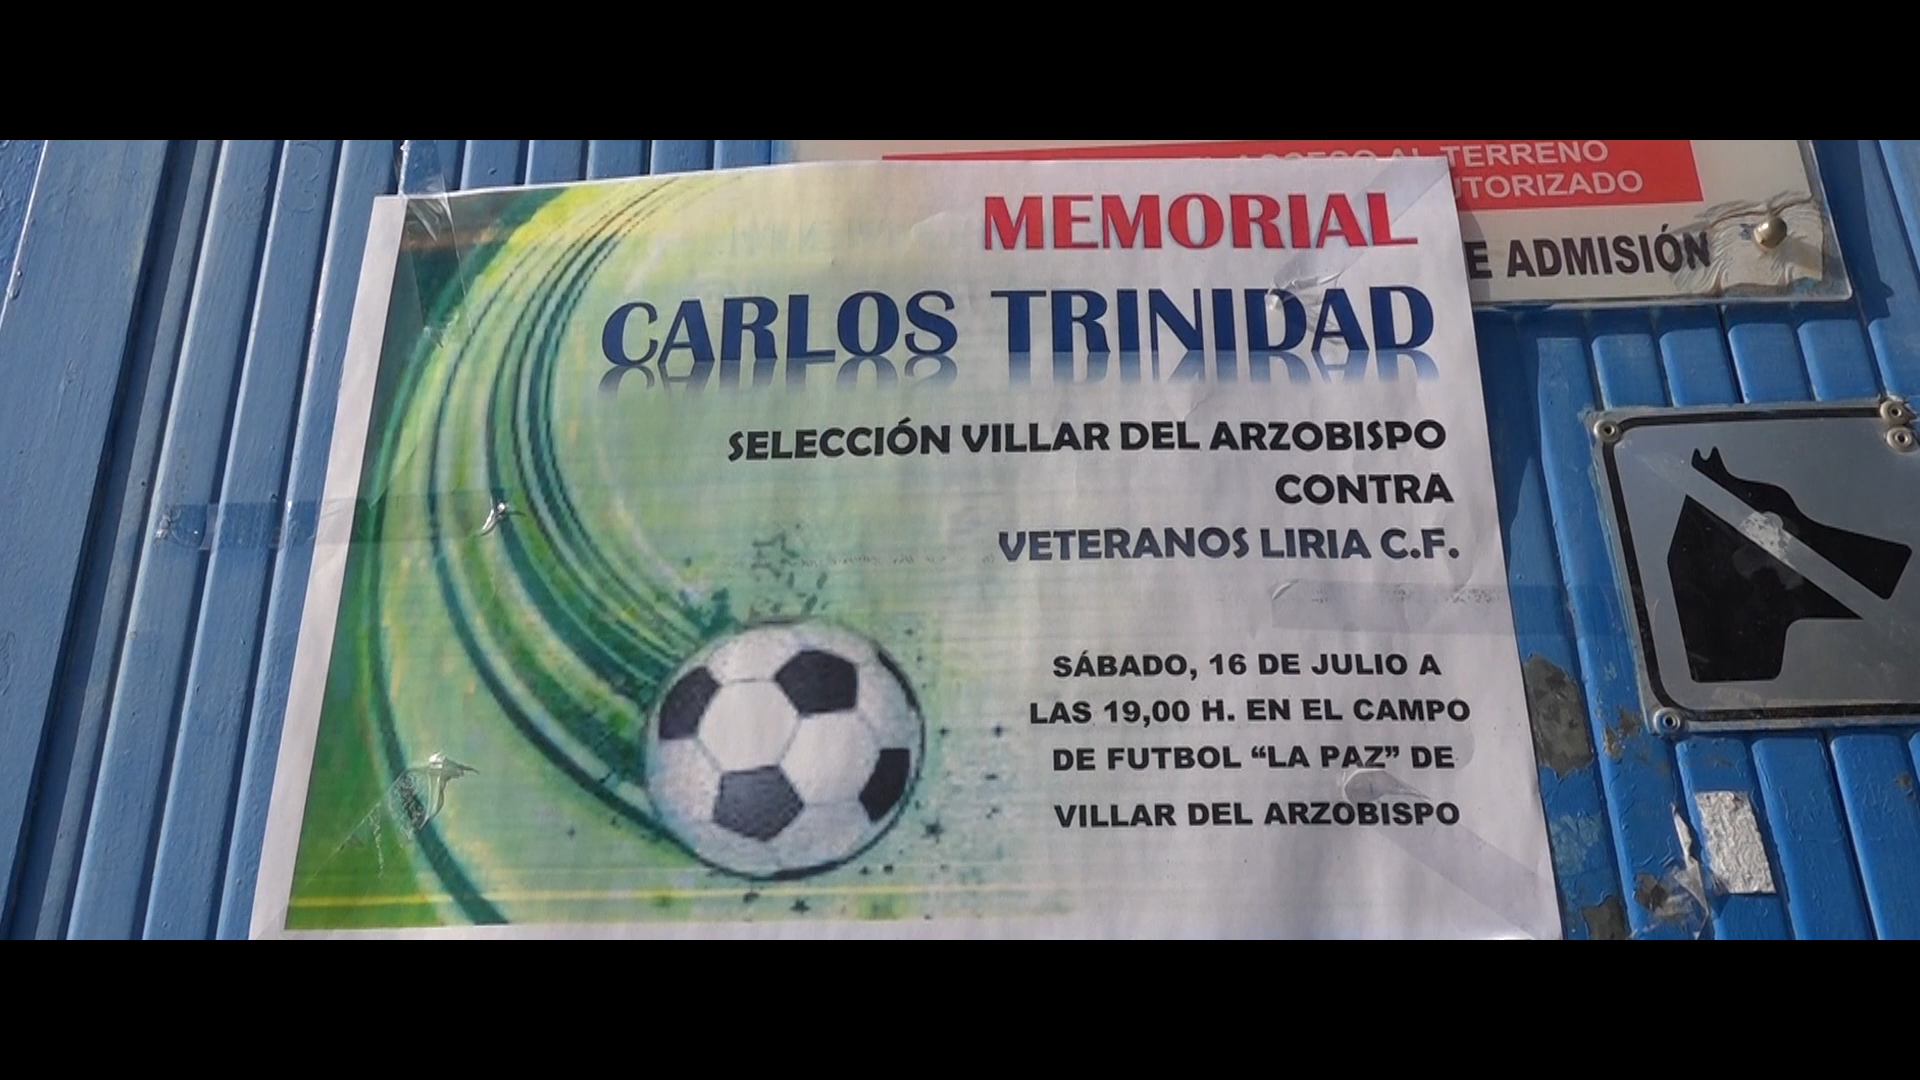 MEMORIAL
CARLOS TRINIDAD
SELECCIÓN VILLAR DEL ARZOBISPO
CONTRA
VETERANOS LIRIA C.F.
SÁBADO, 16 DE JULIO A
LAS 19,00 H. EN EL CAMPO
DE FUTBOL “LA PAZ” DE
VILLAR DEL ARZOBISPO
ACCESO AL TERRENO
UTORIZADO
E ADMISIÓN